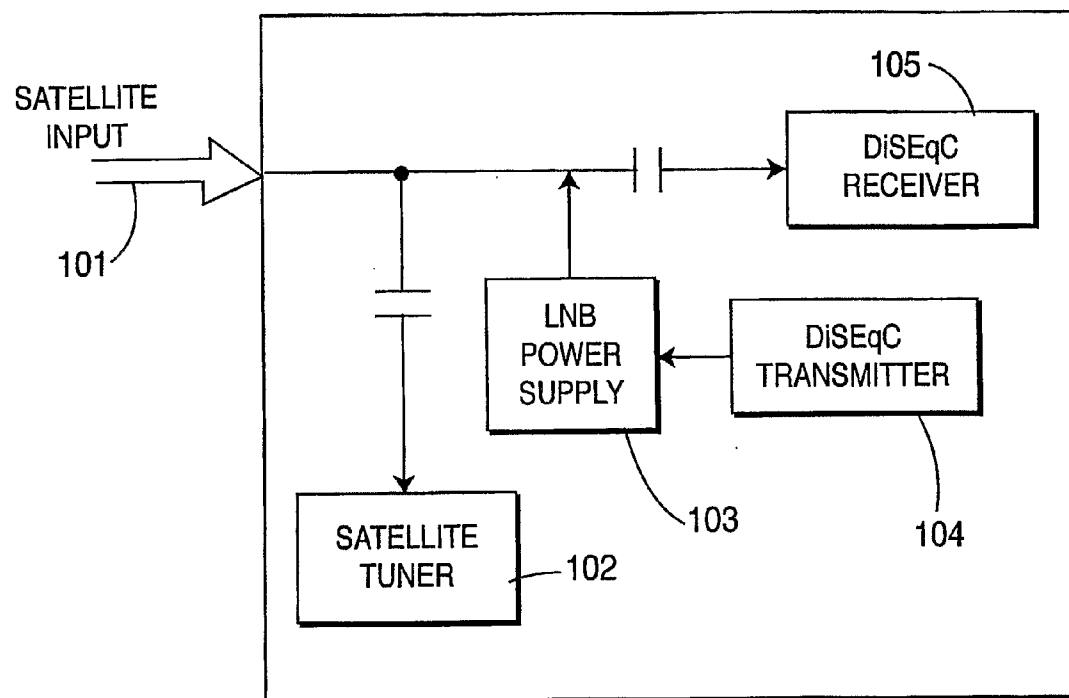 SATELLITE
INPUT
101
105
DiSEqC
RECEIVER
LNB
POWER
SUPPLY
103
DiSEqC
TRANSMITTER
104
SATELLITE
TUNER
102